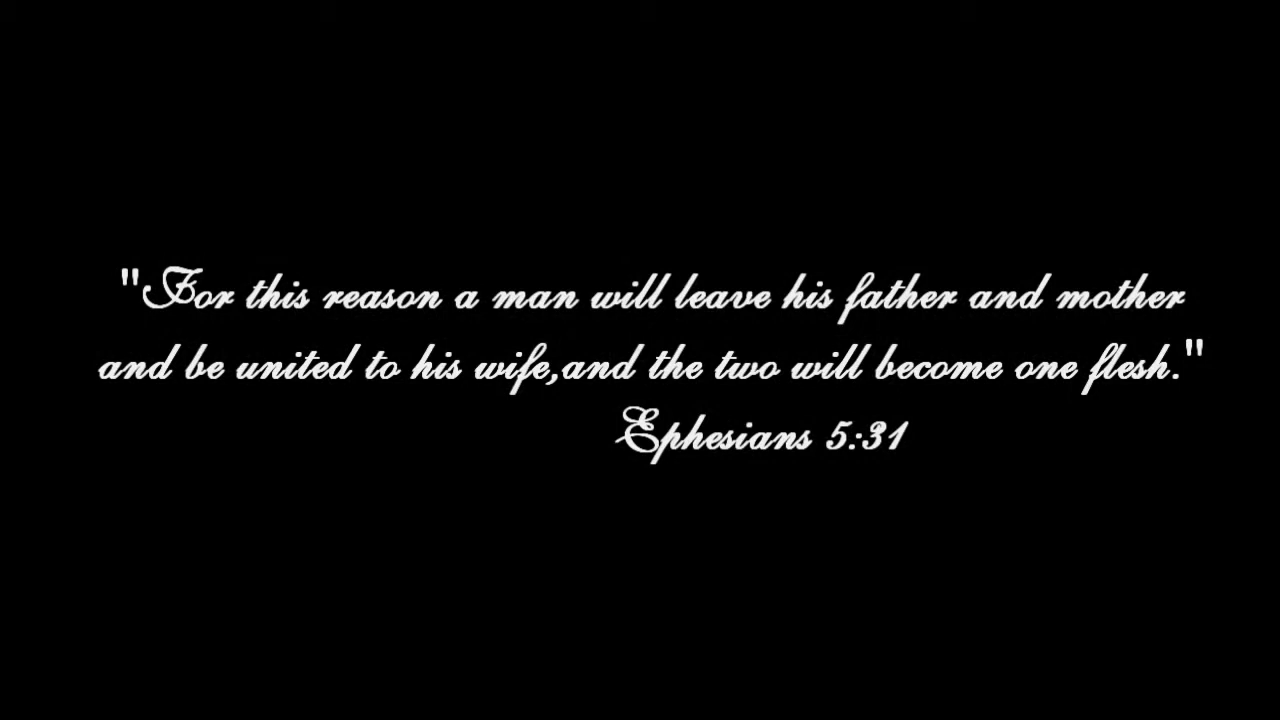 "For this reason a man will leave his father and mother
and be united to his wife,and the two will become one flesh."
Ephesians 5:31